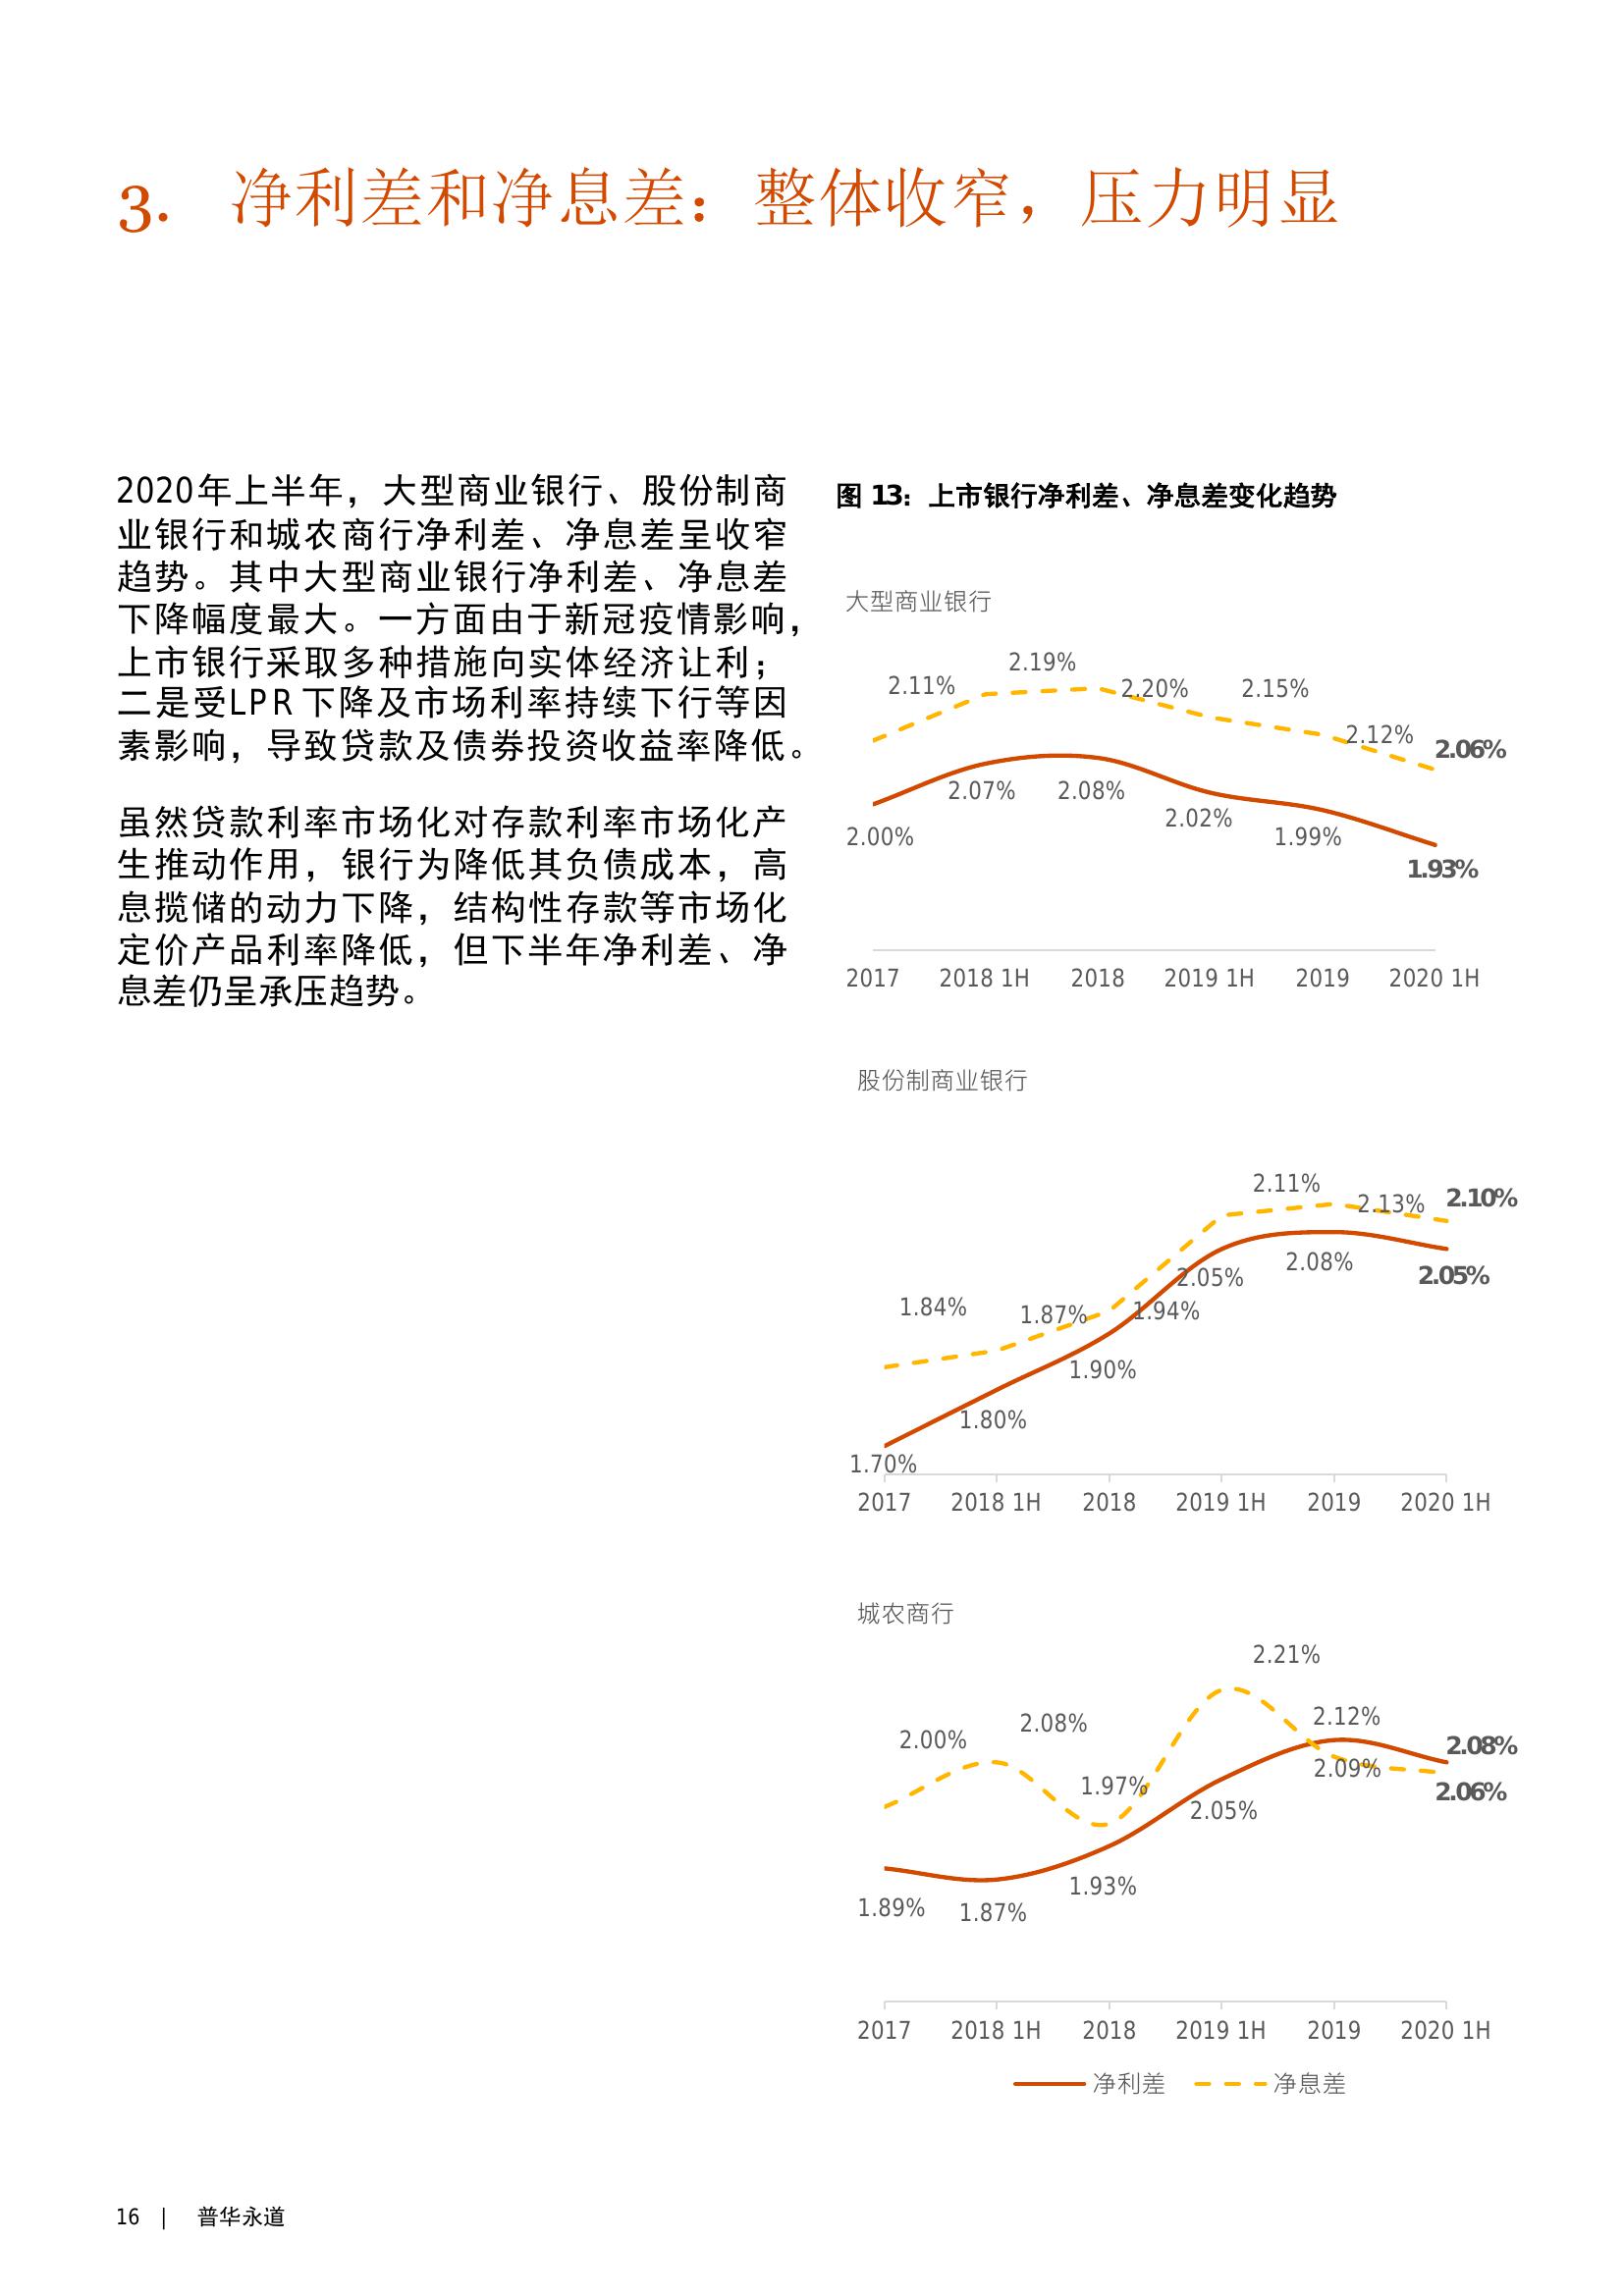 3. 净利差和净息差：整体收窄，压力明显
2020年上半年，大型商业银行、股份制商
业银行和城农商行净利差、净息差呈收窄
趋势。其中大型商业银行净利差、净息差
下降幅度最大。一方面由于新冠疫情影响，
上市银行采取多种措施向实体经济让利；
二是受LPR下降及市场利率持续下行等因
素影响，导致贷款及债券投资收益率降低。
虽然贷款利率市场化对存款利率市场化产
生推动作用，银行为降低其负债成本，高
息揽储的动力下降，结构性存款等市场化
定价产品利率降低，但下半年净利差、净
息差仍呈承压趋势。
图 13：上市银行净利差、净息差变化趋势
大型商业银行
2.11% 2.19% 2.20% 2.15% 2.12% 2.06%
2.00% 2.07% 2.08% 2.02% 1.99% 1.93%
2017 2018 1H 2018 2019 1H 2019 2020 1H
股份制商业银行
1.84% 1.87% 1.94% 2.11% 2.13% 2.10%
1.70% 1.80% 1.90% 2.05% 2.08% 2.05%
2017 2018 1H 2018 2019 1H 2019 2020 1H
城农商行
2.00% 2.08% 1.97% 2.21% 2.12% 2.08%
1.89% 1.87% 1.93% 2.05% 2.09% 2.06%
2017 2018 1H 2018 2019 1H 2019 2020 1H
净利差 净息差
16 | 普华永道